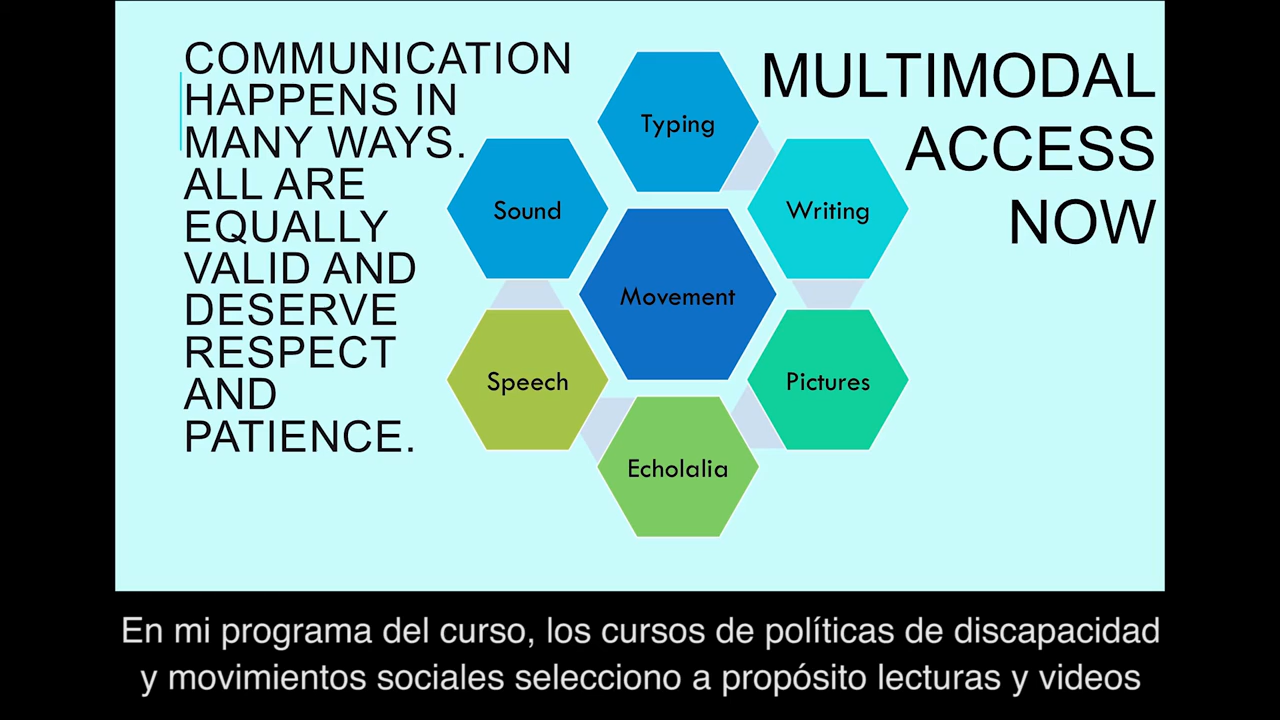 COMMUNICATION
HAPPENS IN
MANY WAYS.
ALL ARE
EQUALLY
VALID AND
DESERVE
RESPECT
AND
PATIENCE.
MULTIMODAL
ACCESS
NOW
Typing
Sound
Writing
Movement
Speech
Pictures
Echolalia
En mi programa del curso, los cursos de políticas de discapacidad
y movimientos sociales selecciono a propósito lecturas y videos